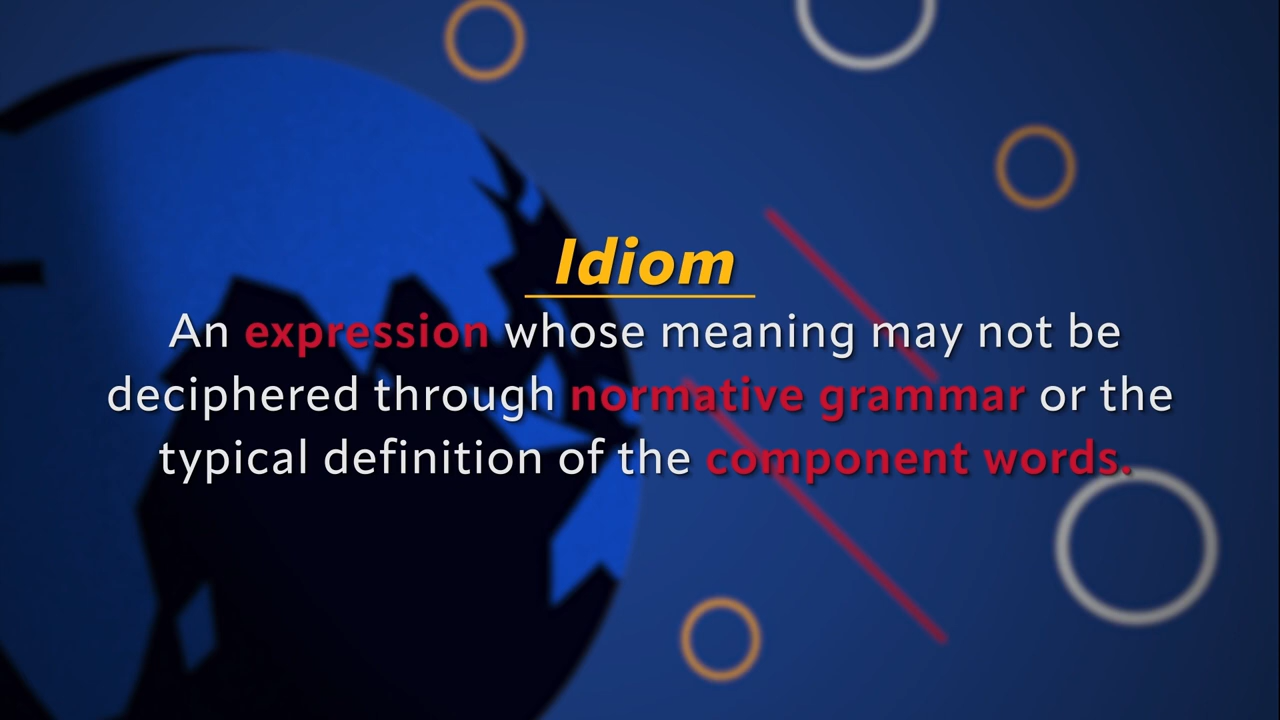 Idiom
An expression whose meaning may not be
deciphered through normative grammar or the
typical definition of the component words.